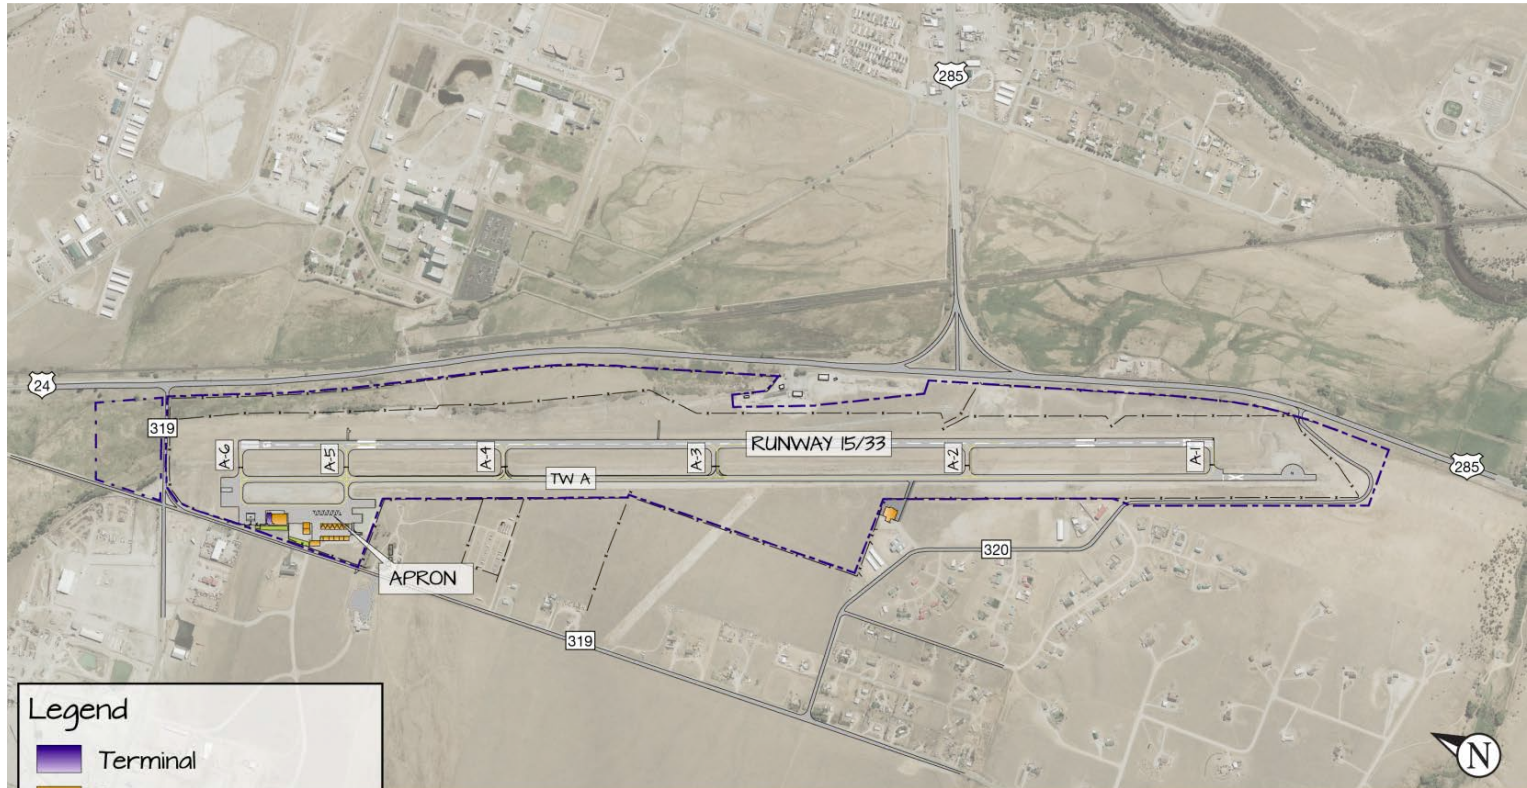 285
24
319
A-6
A-5
A-4
A-3
RUNWAY 15/33
A-2
A-1
TW A
285
320
APRON
319
Legend
Terminal
N